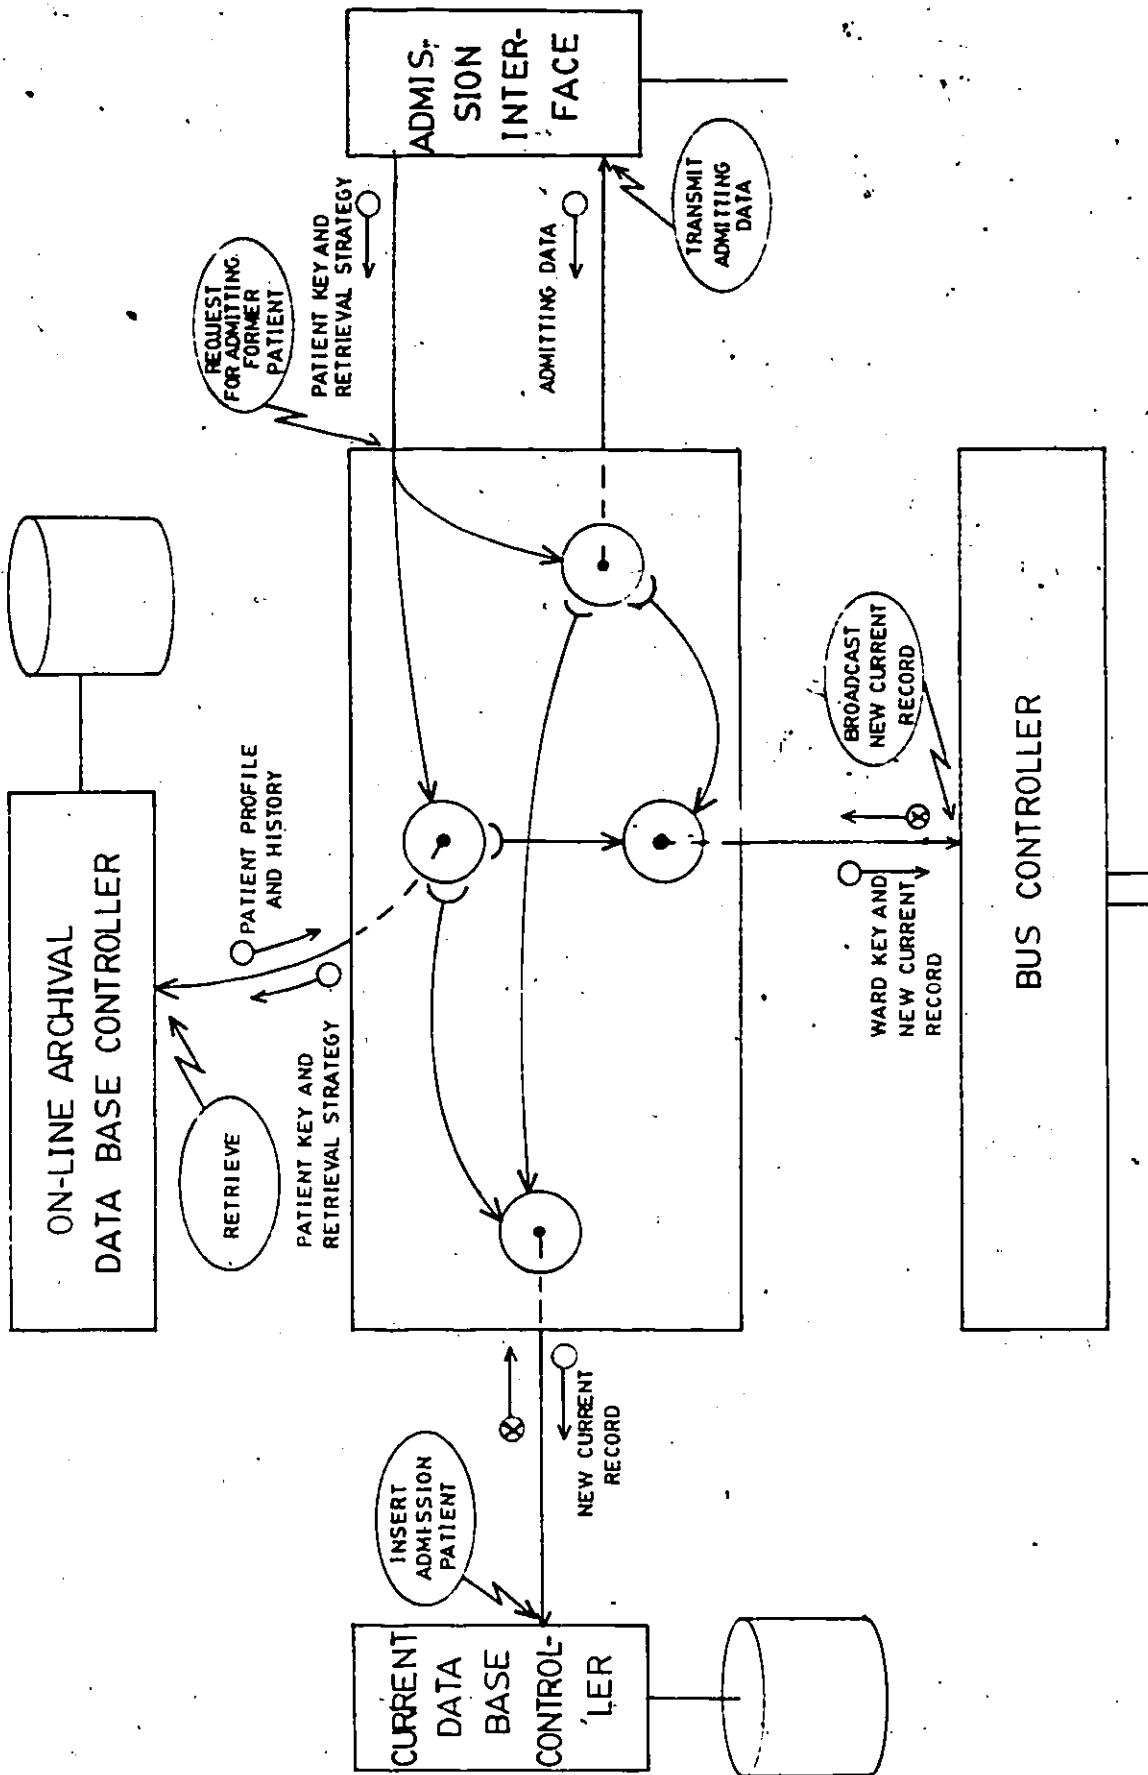 ON-LINE ARCHIVAL
DATA BASE CONTROLLER
RETRIEVE
PATIENT PROFILE
AND HISTORY
PATIENT KEY AND
RETRIEVAL STRATEGY
REQUEST
FOR ADMITTING
FORMER
PATIENT
PATIENT KEY AND
RETRIEVAL STRATEGY
ADMIS-
SION
INTER-
FACE
ADMITTING DATA
TRANSMIT
ADMITTING
DATA
CURRENT
DATA
BASE
CONTROL-
LER
INSERT
ADMISSION
PATIENT
NEW CURRENT
RECORD
BROADCAST
NEW CURRENT
RECORD
WARD KEY AND
NEW CURRENT
RECORD
BUS CONTROLLER